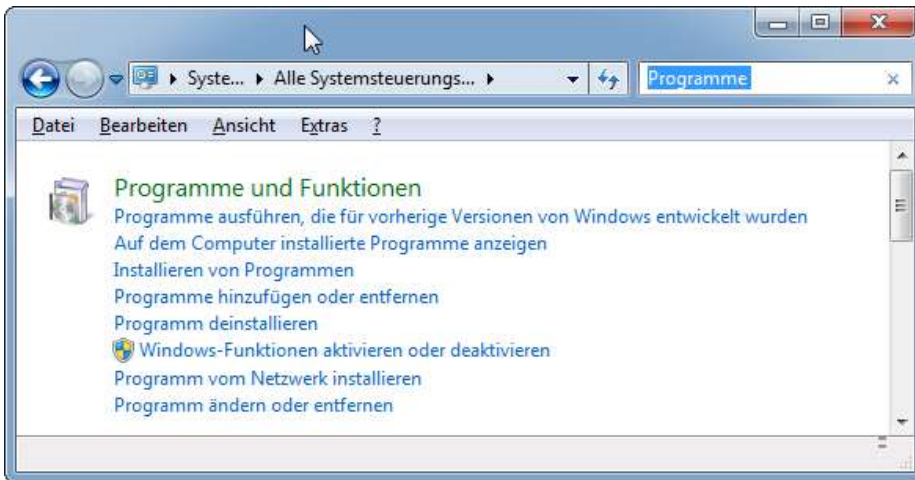 Syste... Alle Systemsteuerungs... Programme
Datei Bearbeiten Ansicht Extras ?
Programme und Funktionen
Programme ausführen, die für vorherige Versionen von Windows entwickelt wurden
Auf dem Computer installierte Programme anzeigen
Installieren von Programmen
Programme hinzufügen oder entfernen
Programm deinstallieren
Windows-Funktionen aktivieren oder deaktivieren
Programm vom Netzwerk installieren
Programm ändern oder entfernen